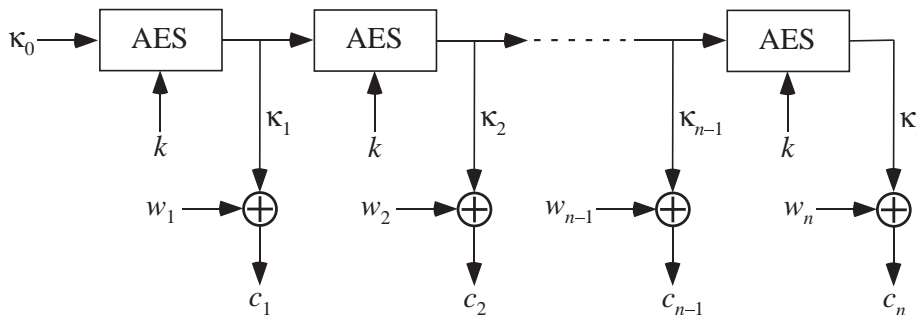 κ₀ AES AES AES
k κ₁ k κ₂ κₙ₋₁ k κ
w₁ w₂ wₙ₋₁ wₙ
c₁ c₂ cₙ₋₁ cₙ